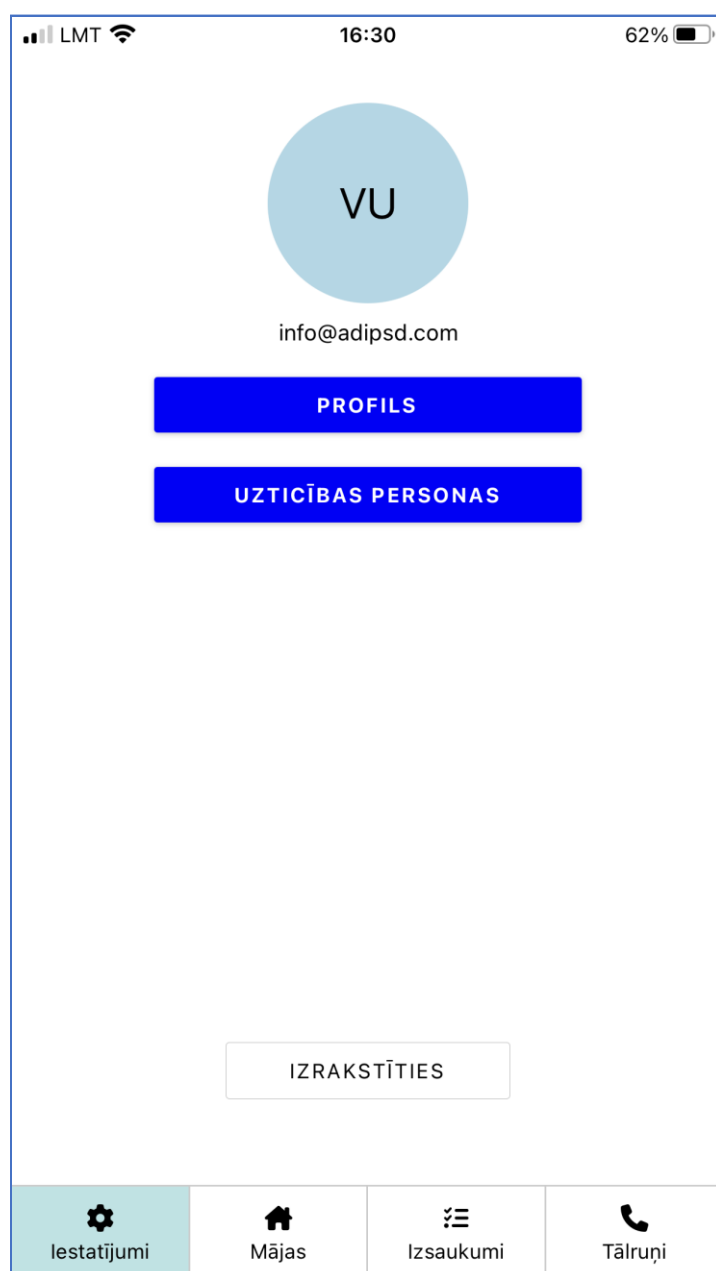 LMT 16:30 62%
VU
info@adipsd.com
PROFILS
UZTICĪBAS PERSONAS
IZRAKSTĪTIES
Iestatījumi Mājas Izsaukumi Tālruņi